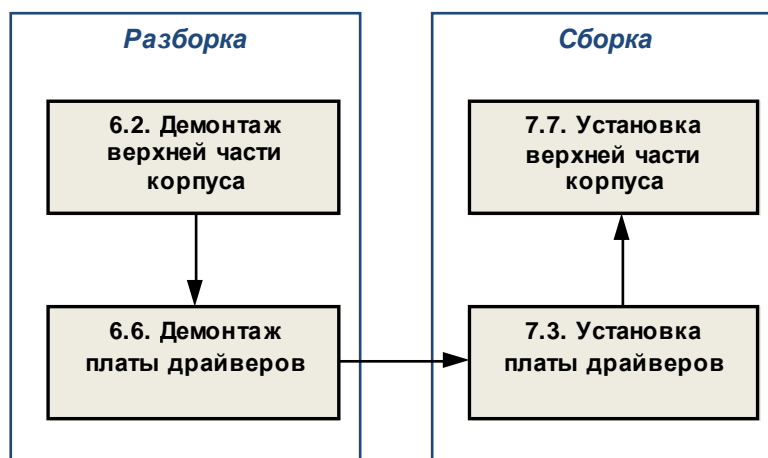 Разборка
6.2. Демонтаж
верхней части
корпуса
6.6. Демонтаж
платы драйверов
Сборка
7.7. Установка
верхней части
корпуса
7.3. Установка
платы драйверов